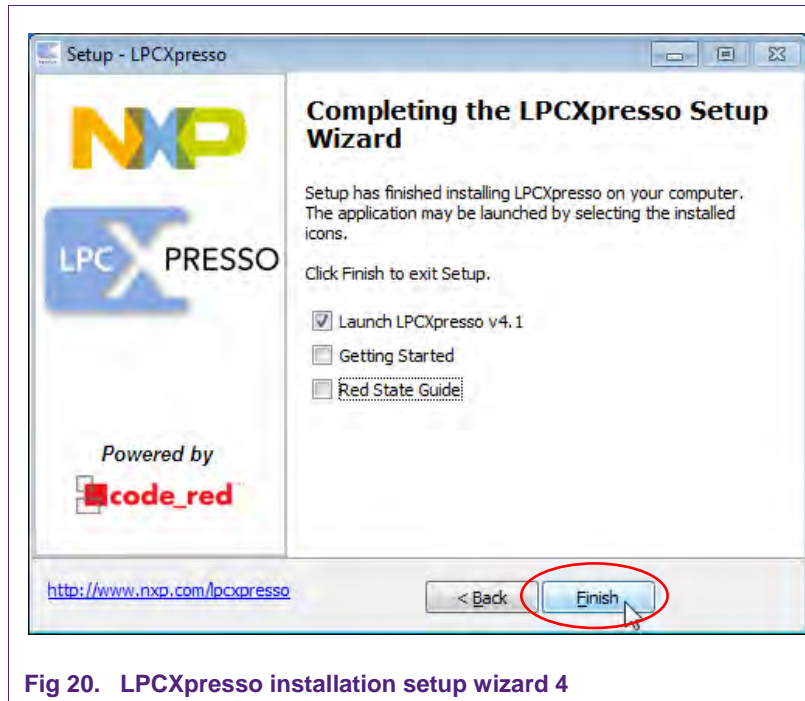 Setup - LPCXpresso
NXP
Completing the LPCXpresso Setup
Wizard
Setup has finished installing LPCXpresso on your computer.
The application may be launched by selecting the installed
icons.
LPC XPRESSO
Click Finish to exit Setup.
Launch LPCXpresso v4.1
Getting Started
Red State Guide
Powered by
code_red
http://www.nxp.com/lpcxpresso
< Back
Finish
Fig 20. LPCXpresso installation setup wizard 4